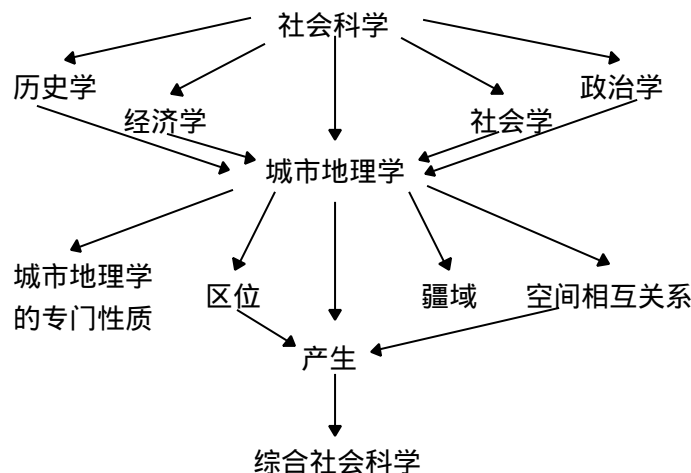 社会科学
历史学
政治学
经济学
社会学
城市地理学
城市地理学
的专门性质
区位
疆域
空间相互关系
产生
综合社会科学